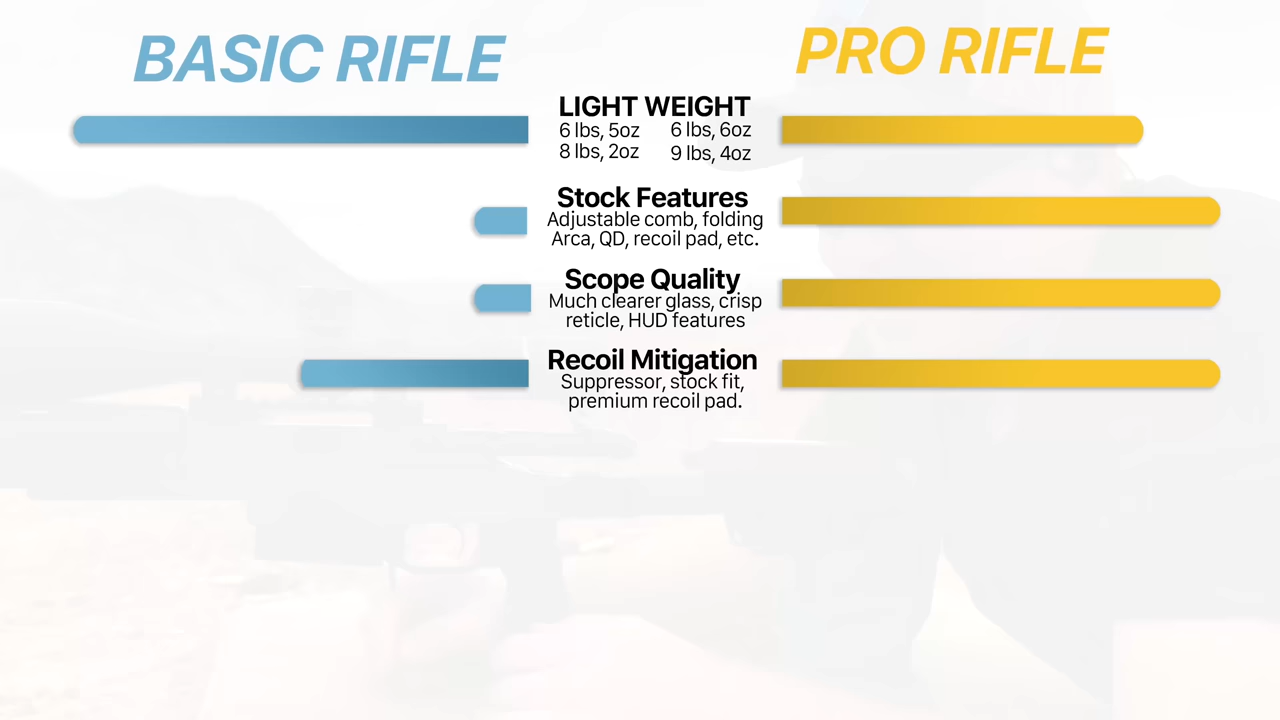 BASIC RIFLE
PRO RIFLE
LIGHT WEIGHT
6 lbs, 5oz 6 lbs, 6oz
8 lbs, 2oz 9 lbs, 4oz
Stock Features
Adjustable comb, folding
Arca, QD, recoil pad, etc.
Scope Quality
Much clearer glass, crisp
reticle, HUD features
Recoil Mitigation
Suppressor, stock fit,
premium recoil pad.